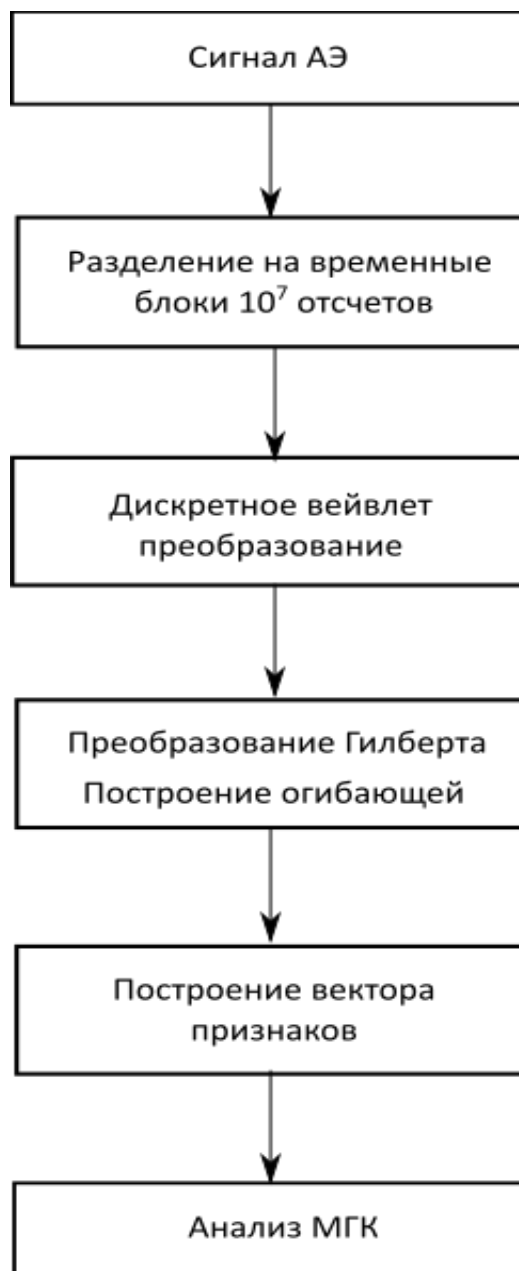 Сигнал АЭ
Разделение на временные
блоки 10⁷ отсчетов
Дискретное вейвлет
преобразование
Преобразование Гилберта
Построение огибающей
Построение вектора
признаков
Анализ МГК